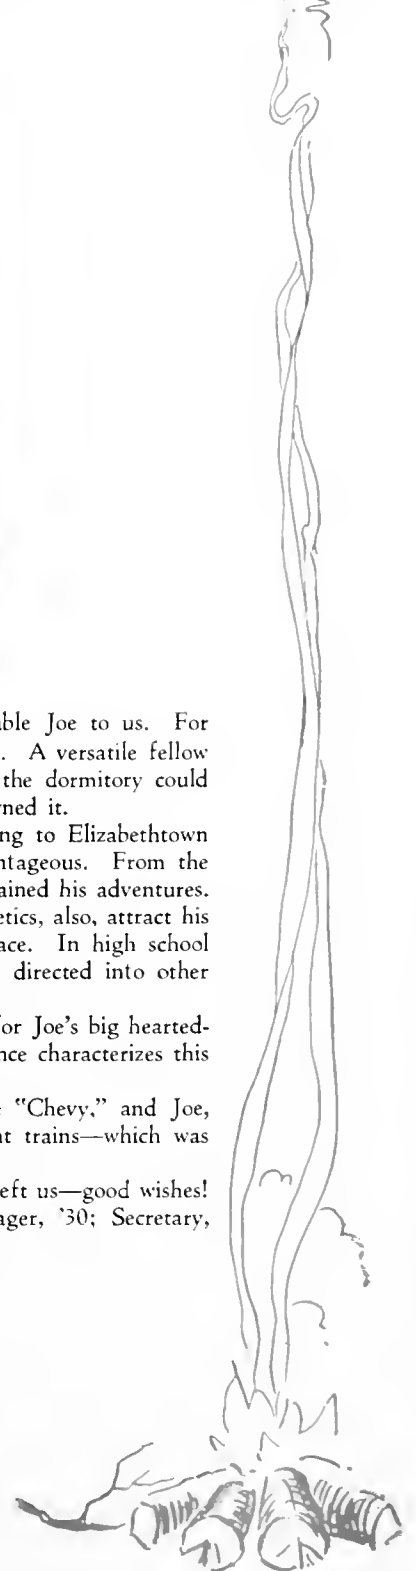 ble Joe to us. For
. A versatile fellow
the dormitory could
ned it.
ng to Elizabethtown
ntageous. From the
ained his adventures.
etics, also, attract his
ace. In high school
directed into other
or Joe's big hearted-
nce characterizes this
"Chevy," and Joe,
t trains—which was
eft us—good wishes!
ager, '30; Secretary,